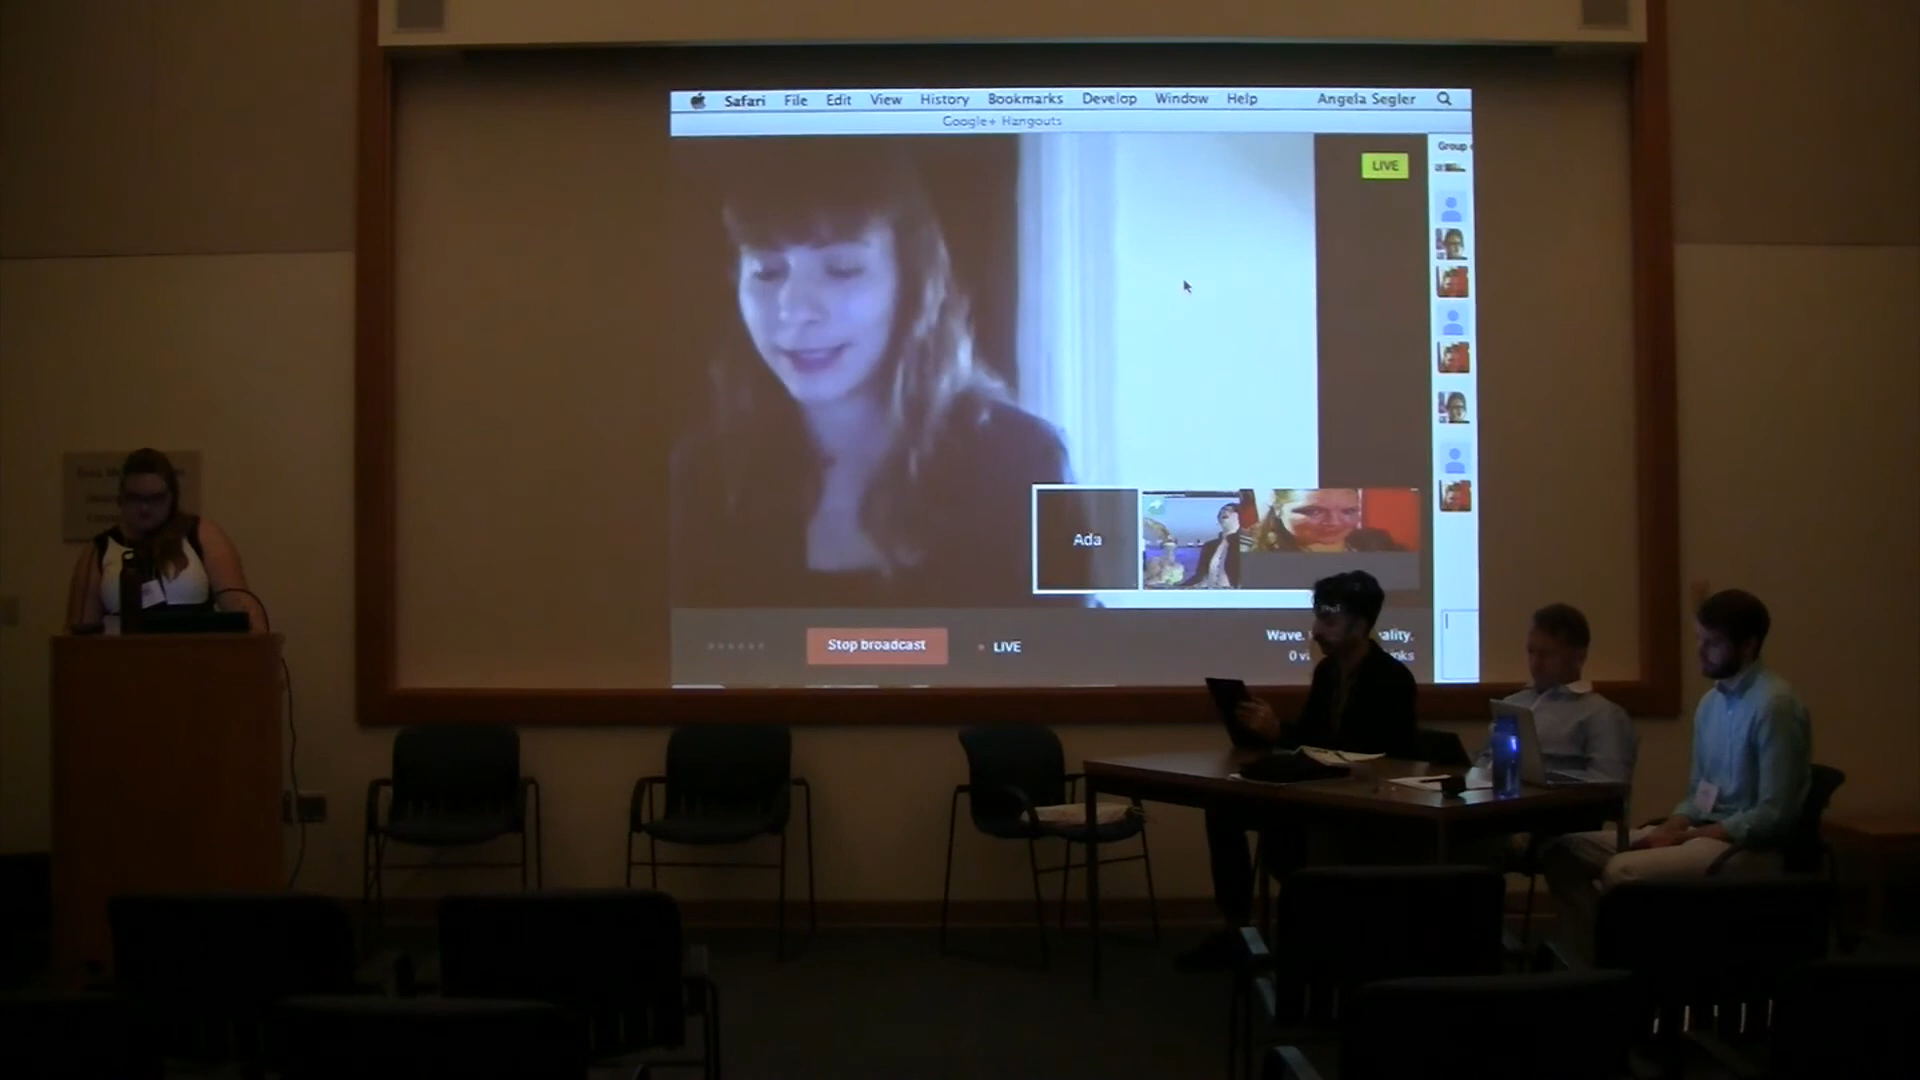 Safari File Edit View History Bookmarks Develop Window Help Angela Segler
Google+ Hangouts
Group
LIVE
Ada
Stop broadcast
LIVE
Wave.